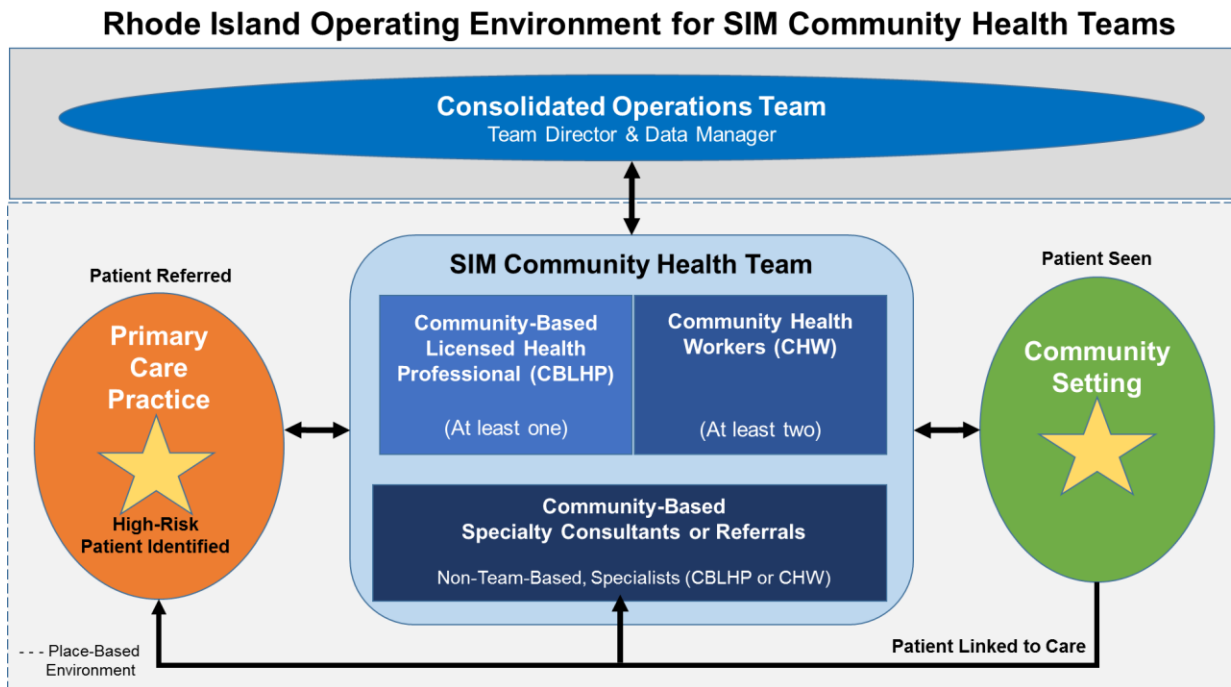 Rhode Island Operating Environment for SIM Community Health Teams
Consolidated Operations Team
Team Director & Data Manager
SIM Community Health Team
Patient Referred
Primary
Care
Practice
High-Risk
Patient Identified
Community-Based
Licensed Health
Professional (CBLHP)
(At least one)
Community Health
Workers (CHW)
(At least two)
Community-Based
Specialty Consultants or Referrals
Non-Team-Based, Specialists (CBLHP or CHW)
Patient Seen
Community
Setting
Patient Linked to Care
- - - Place-Based
Environment